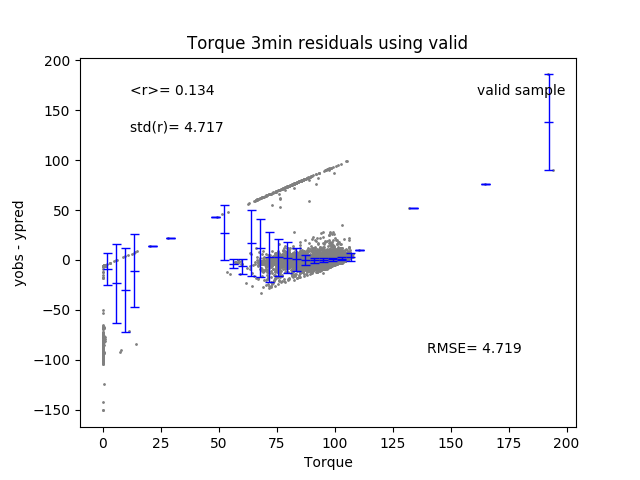 Torque 3min residuals using valid
<r>= 0.134
valid sample
std(r)= 4.717
RMSE= 4.719
yobs - ypred
200
150
100
50
0
−50
−100
−150
0
25
50
75
100
125
150
175
200
Torque